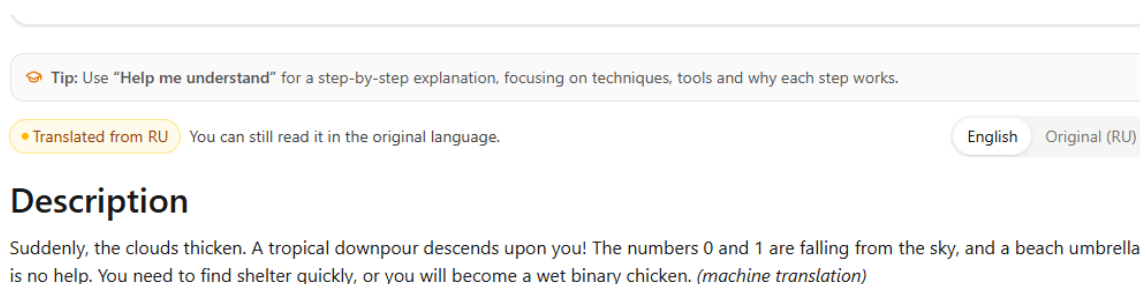 Tip: Use “Help me understand” for a step-by-step explanation, focusing on techniques, tools and why each step works.
Translated from RU You can still read it in the original language. English Original (RU)
Description
Suddenly, the clouds thicken. A tropical downpour descends upon you! The numbers 0 and 1 are falling from the sky, and a beach umbrella
is no help. You need to find shelter quickly, or you will become a wet binary chicken. (machine translation)